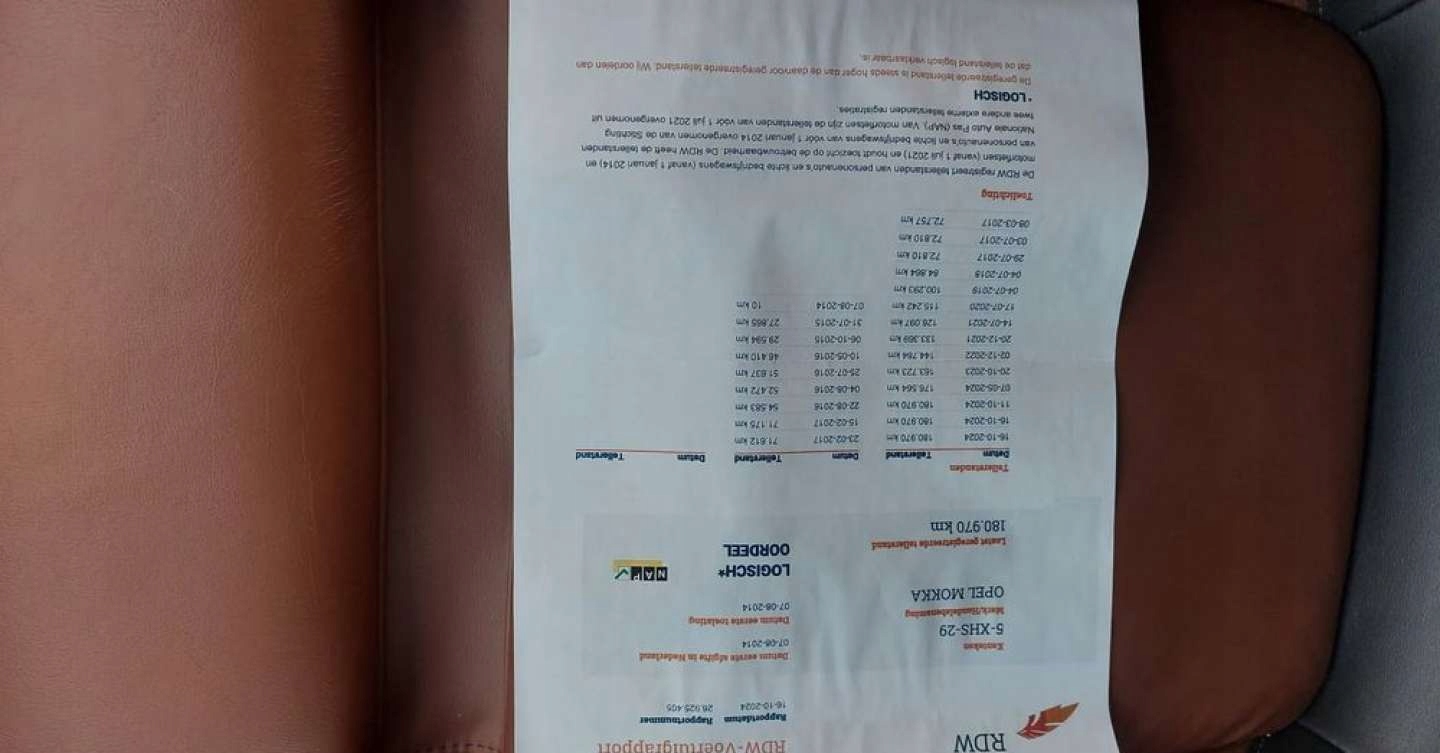 RDW
RDW-Voertuigrapport
Rapportdatum Rapportnummer
16-10-2024 26.925.405
Kenteken
5-XHS-29
Datum eerste afgifte in Nederland
07-08-2014
Merk/Handelsbenaming
OPEL MOKKA
Datum eerste toelating
07-08-2014
Laatst geregistreerde tellerstand
180.970 km
LOGISCH*
OORDEEL
NAP
Tellerstanden
Datum Tellerstand Datum Tellerstand Datum Tellerstand
16-10-2024 180.970 km 23-02-2017 71.612 km
16-10-2024 180.970 km 15-02-2017 71.175 km
11-10-2024 180.970 km 22-08-2016 54.583 km
07-05-2024 176.564 km 04-08-2016 52.472 km
20-10-2023 163.723 km 25-07-2016 51.637 km
02-12-2022 144.784 km 10-05-2016 46.410 km
20-12-2021 133.369 km 06-10-2015 29.594 km
14-07-2021 126.097 km 31-07-2015 27.865 km
17-07-2020 115.242 km 07-08-2014 10 km
04-07-2019 100.293 km
04-07-2018 84.864 km
29-07-2017 72.810 km
03-07-2017 72.810 km
08-03-2017 72.757 km
Toelichting
De RDW registreert tellerstanden van personenauto's en lichte bedrijfswagens (vanaf 1 januari 2014) en
motorfietsen (vanaf 1 juli 2021) en houdt toezicht op de betrouwbaarheid. De RDW heeft de tellerstanden
van personenauto's en lichte bedrijfswagens van vóór 1 januari 2014 overgenomen van de Stichting
Nationale Auto Pas (NAP). Van motorfietsen zijn de tellerstanden van vóór 1 juli 2021 overgenomen uit
twee andere externe tellerstanden registraties.
* LOGISCH
De geregistreerde tellerstand is steeds hoger dan de daarvoor geregistreerde tellerstand. Wij oordelen dan
dat de tellerstand logisch verklaarbaar is.